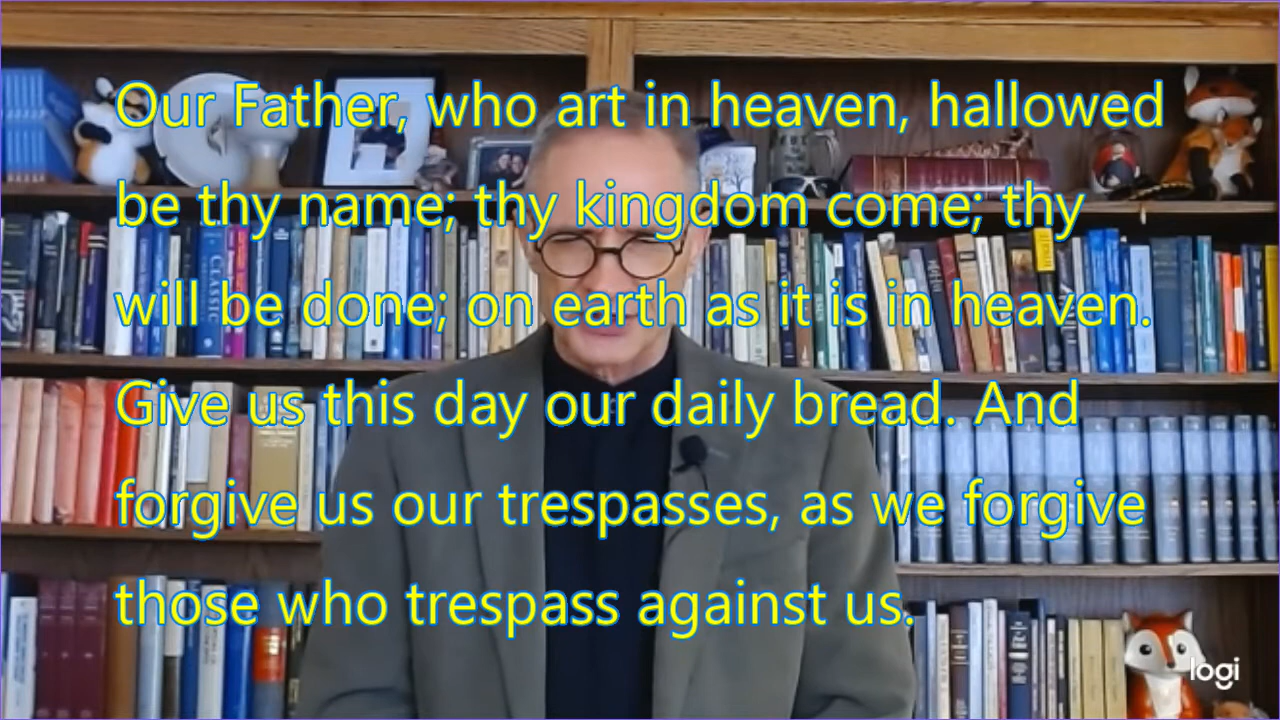 Our Father, who art in heaven, hallowed
be thy name; thy kingdom come; thy
will be done; on earth as it is in heaven.
Give us this day our daily bread. And
forgive us our trespasses, as we forgive
those who trespass against us.
CLASSIC
logi